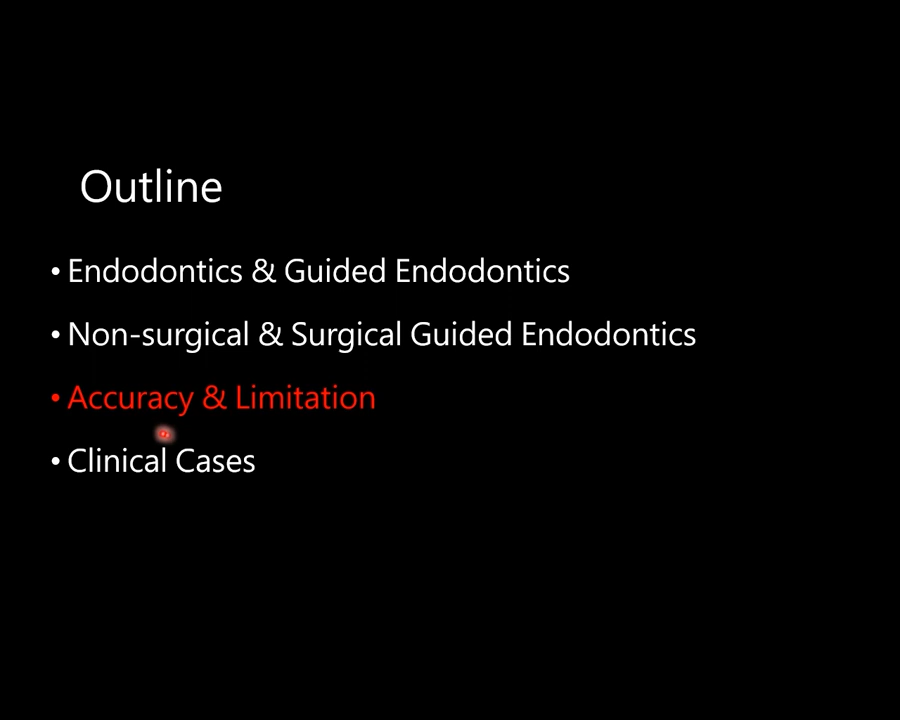 Outline
• Endodontics & Guided Endodontics
• Non-surgical & Surgical Guided Endodontics
• Accuracy & Limitation
• Clinical Cases